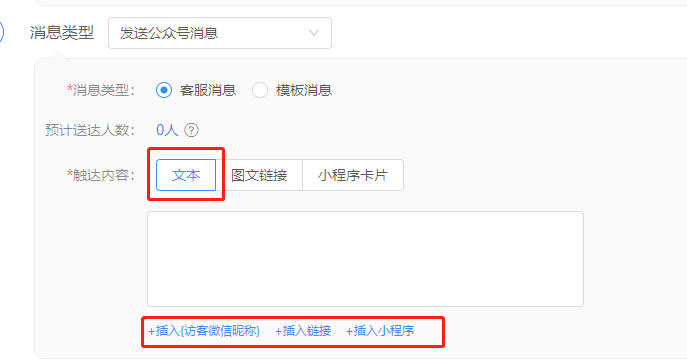 消息类型 发送公众号消息
*消息类型: 客服消息 模板消息
预计送达人数: 0人 ?
*触达内容: 文本 图文链接 小程序卡片
+插入{访客微信昵称} +插入链接 +插入小程序